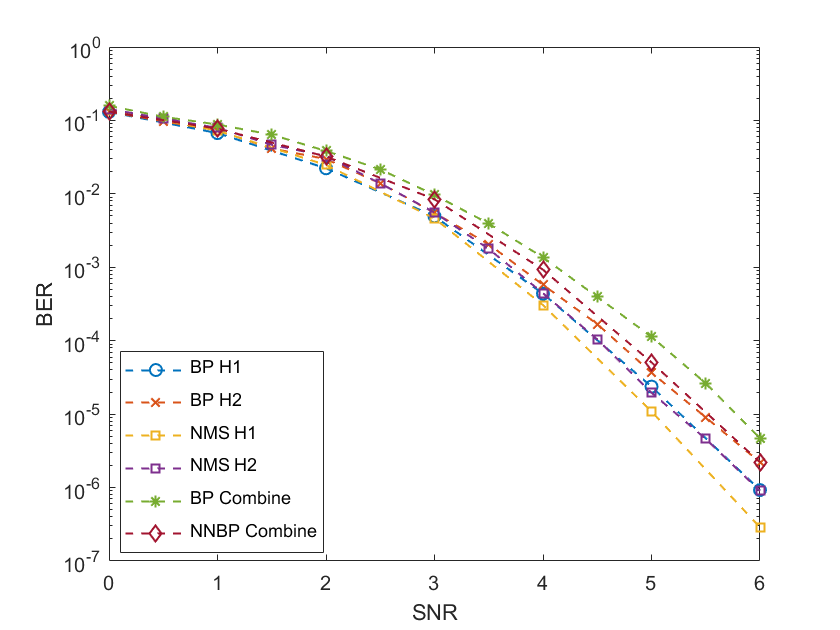 10^0
10^-1
10^-2
10^-3
10^-4
10^-5
10^-6
10^-7
BER
BP H1
BP H2
NMS H1
NMS H2
BP Combine
NNBP Combine
0 1 2 3 4 5 6
SNR